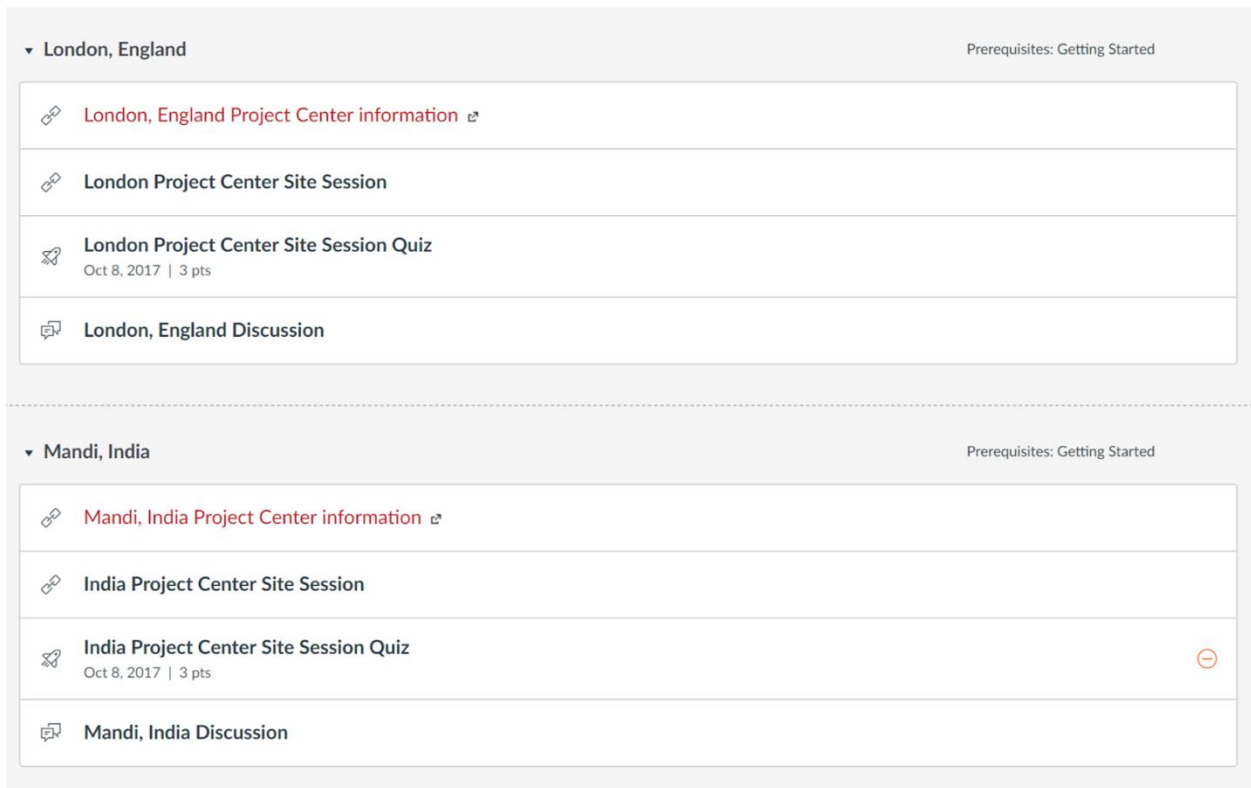 London, England
Prerequisites: Getting Started
London, England Project Center information
London Project Center Site Session
London Project Center Site Session Quiz
Oct 8, 2017 | 3 pts
London, England Discussion
Mandi, India
Prerequisites: Getting Started
Mandi, India Project Center information
India Project Center Site Session
India Project Center Site Session Quiz
Oct 8, 2017 | 3 pts
Mandi, India Discussion